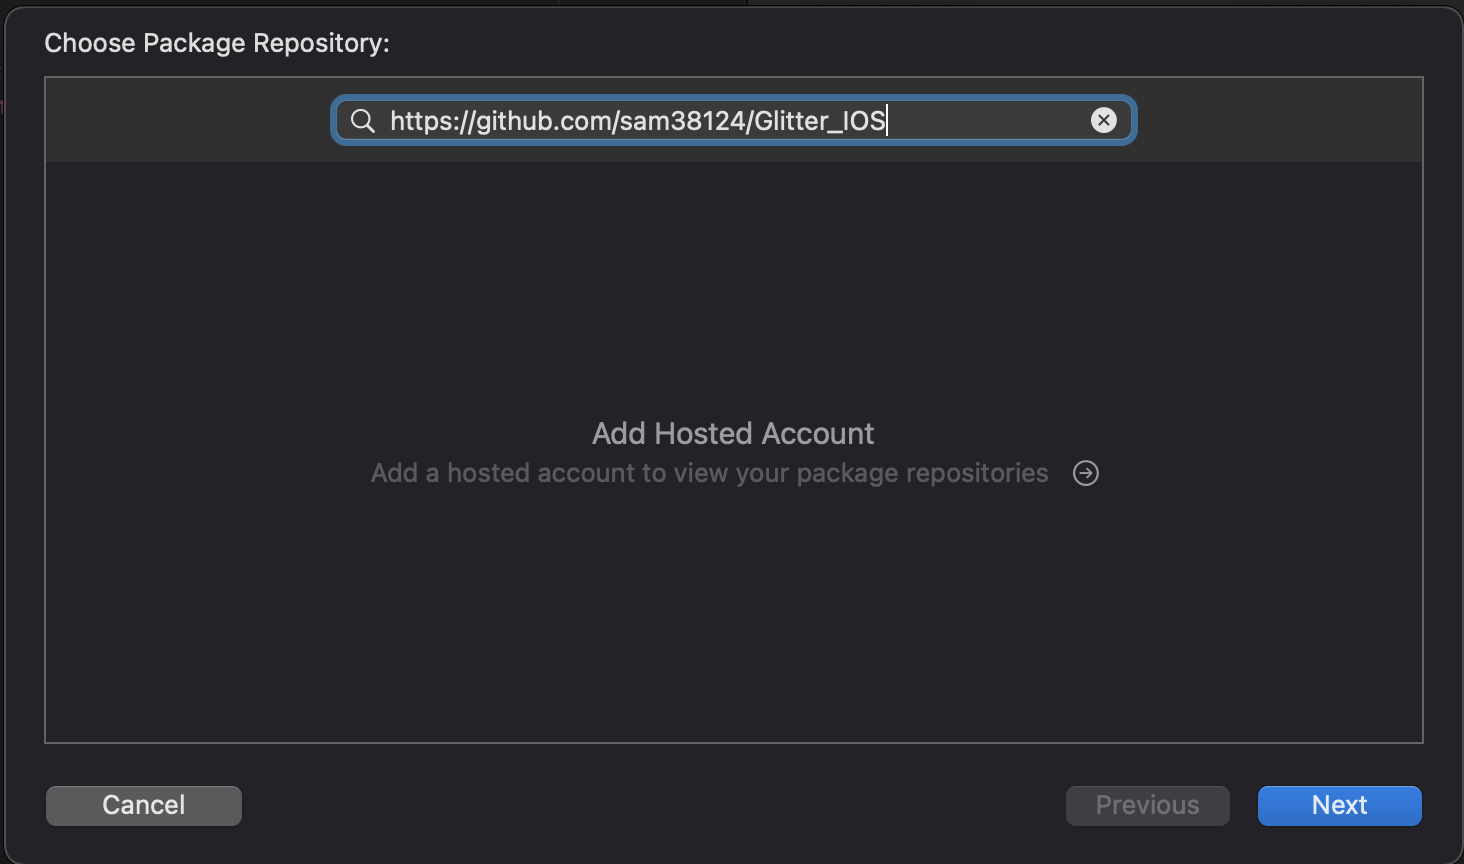 Choose Package Repository:
https://github.com/sam38124/Glitter_IOS
Add Hosted Account
Add a hosted account to view your package repositories
Cancel
Previous
Next